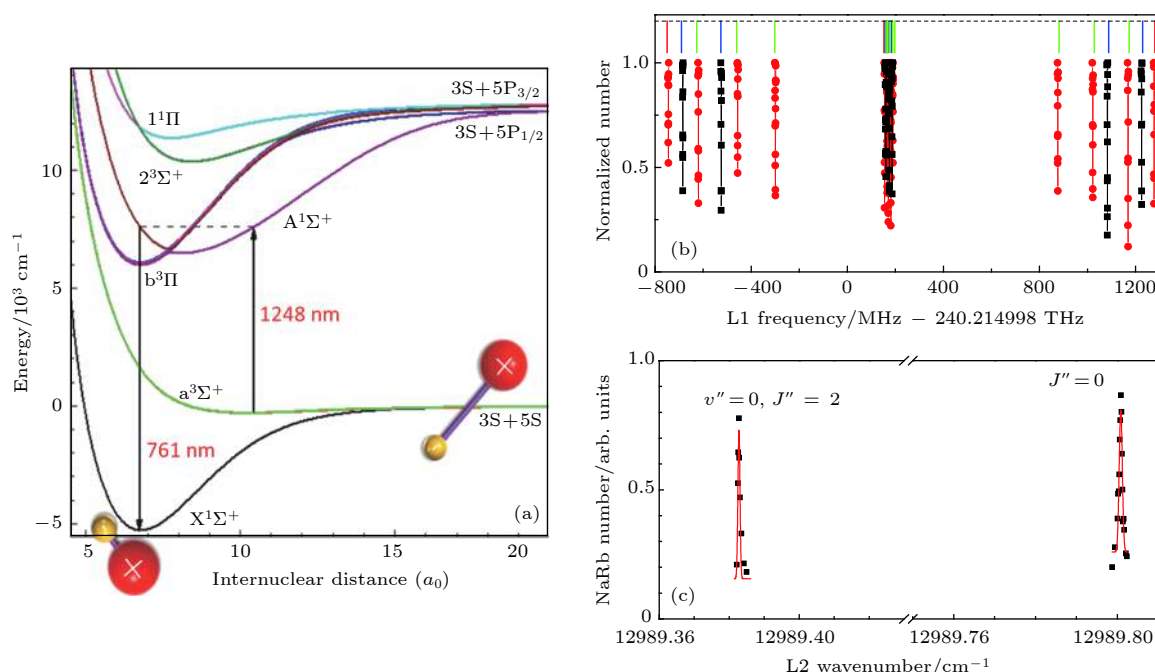 3S+5P3/2
3S+5P1/2
1¹Π
2³Σ⁺
A¹Σ⁺
b³Π
1248 nm
a³Σ⁺
3S+5S
761 nm
X¹Σ⁺
(a)
Energy/10³ cm⁻¹
10
5
0
−5
5
10
15
20
Internuclear distance (a₀)
1.0
0.5
0
Normalized number
(b)
−800
−400
0
400
800
1200
L1 frequency/MHz − 240.214998 THz
1.0
0.5
0
NaRb number/arb. units
v″=0, J″ = 2
J″=0
(c)
12989.36
12989.40
12989.76
12989.80
L2 wavenumber/cm⁻¹